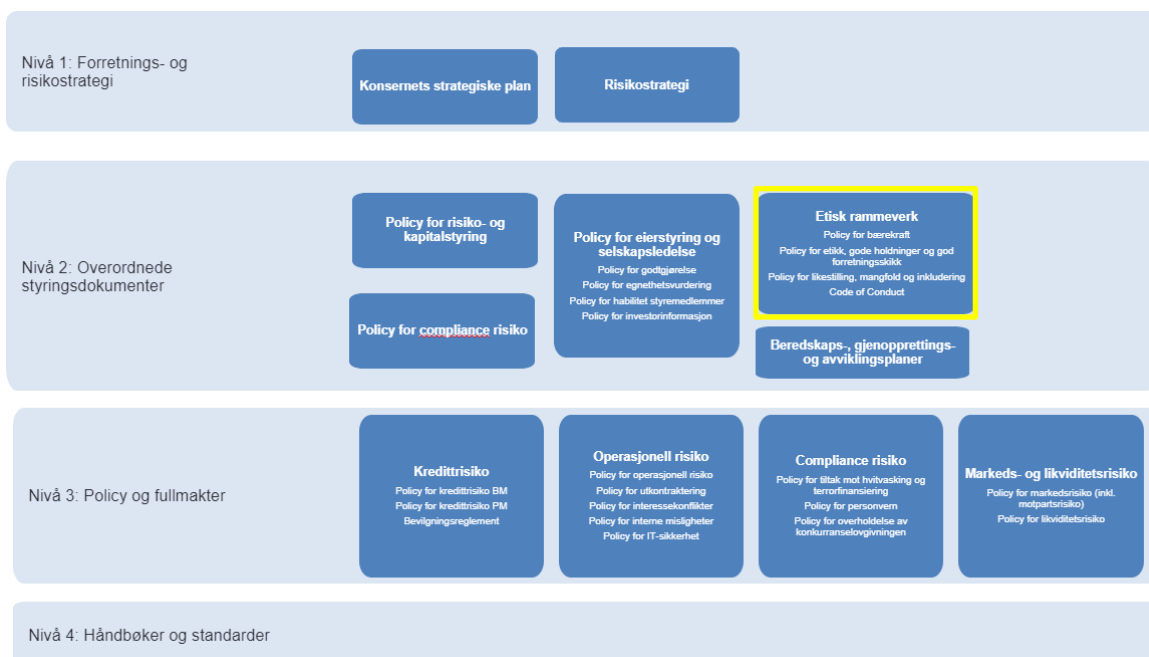 Nivå 1: Forretnings- og
risikostrategi
Konsernets strategiske plan
Risikostrategi
Nivå 2: Overordnede
styringsdokumenter
Policy for risiko- og
kapitalstyring
Policy for compliance risiko
Policy for eierstyring og
selskapsledelse
Policy for godtgjørelse
Policy for egnethetsvurdering
Policy for habilitet styremedlemmer
Policy for investorinformasjon
Etisk rammeverk
Policy for bærekraft
Policy for etikk, gode holdninger og god
forretningsskikk
Policy for likestilling, mangfold og inkludering
Code of Conduct
Beredskaps-, gjenopprettings-
og avviklingsplaner
Nivå 3: Policy og fullmakter
Kredittrisiko
Policy for kredittrisiko BM
Policy for kredittrisiko PM
Bevilgningsreglement
Operasjonell risiko
Policy for operasjonell risiko
Policy for utkontraktering
Policy for interessekonflikter
Policy for interne misligheter
Policy for IT-sikkerhet
Compliance risiko
Policy for tiltak mot hvitvasking og
terrorfinansiering
Policy for personvern
Policy for overholdelse av
konkurranselovgivningen
Markeds- og likviditetsrisiko
Policy for markedsrisiko (inkl.
motpartsrisiko)
Policy for likviditetsrisiko
Nivå 4: Håndbøker og standarder